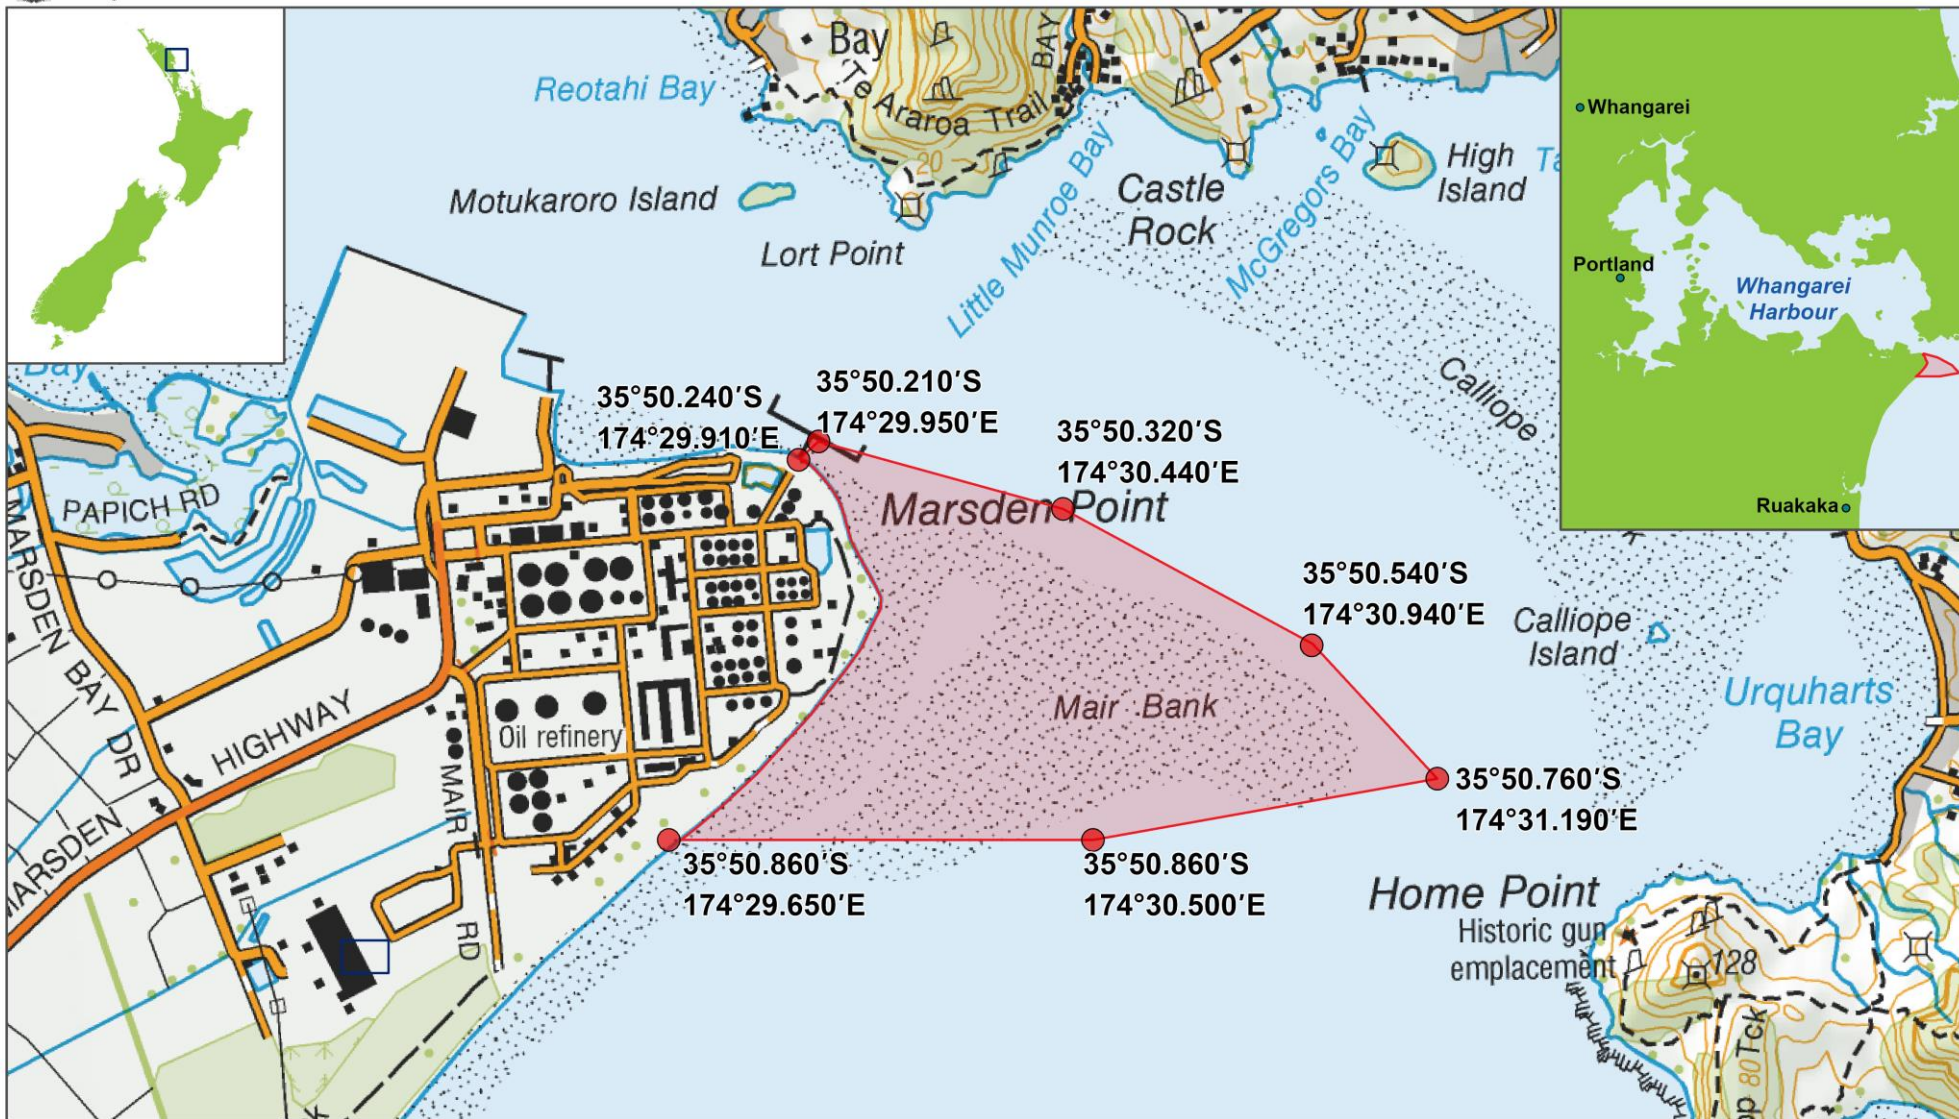 Bay
Te Araroa Trail
BAY
20
Reotahi Bay
Motukaroro Island
Lort Point
Little Munroe Bay
Castle
Rock
McGregors Bay
High
Island
Whangarei
Portland
Whangarei
Harbour
Ruakaka
Bay
35°50.240'S
174°29.910'E
35°50.210'S
174°29.950'E
35°50.320'S
174°30.440'E
Calliope
PAPICH RD
MARSDEN BAY DR
Marsden Point
35°50.540'S
174°30.940'E
Calliope
Island
Mair Bank
Urquharts
Bay
Oil refinery
MARSDEN HIGHWAY
MAIR RD
35°50.760'S
174°31.190'E
35°50.860'S
174°29.650'E
35°50.860'S
174°30.500'E
Home Point
Historic gun
emplacement
128
80 Tck